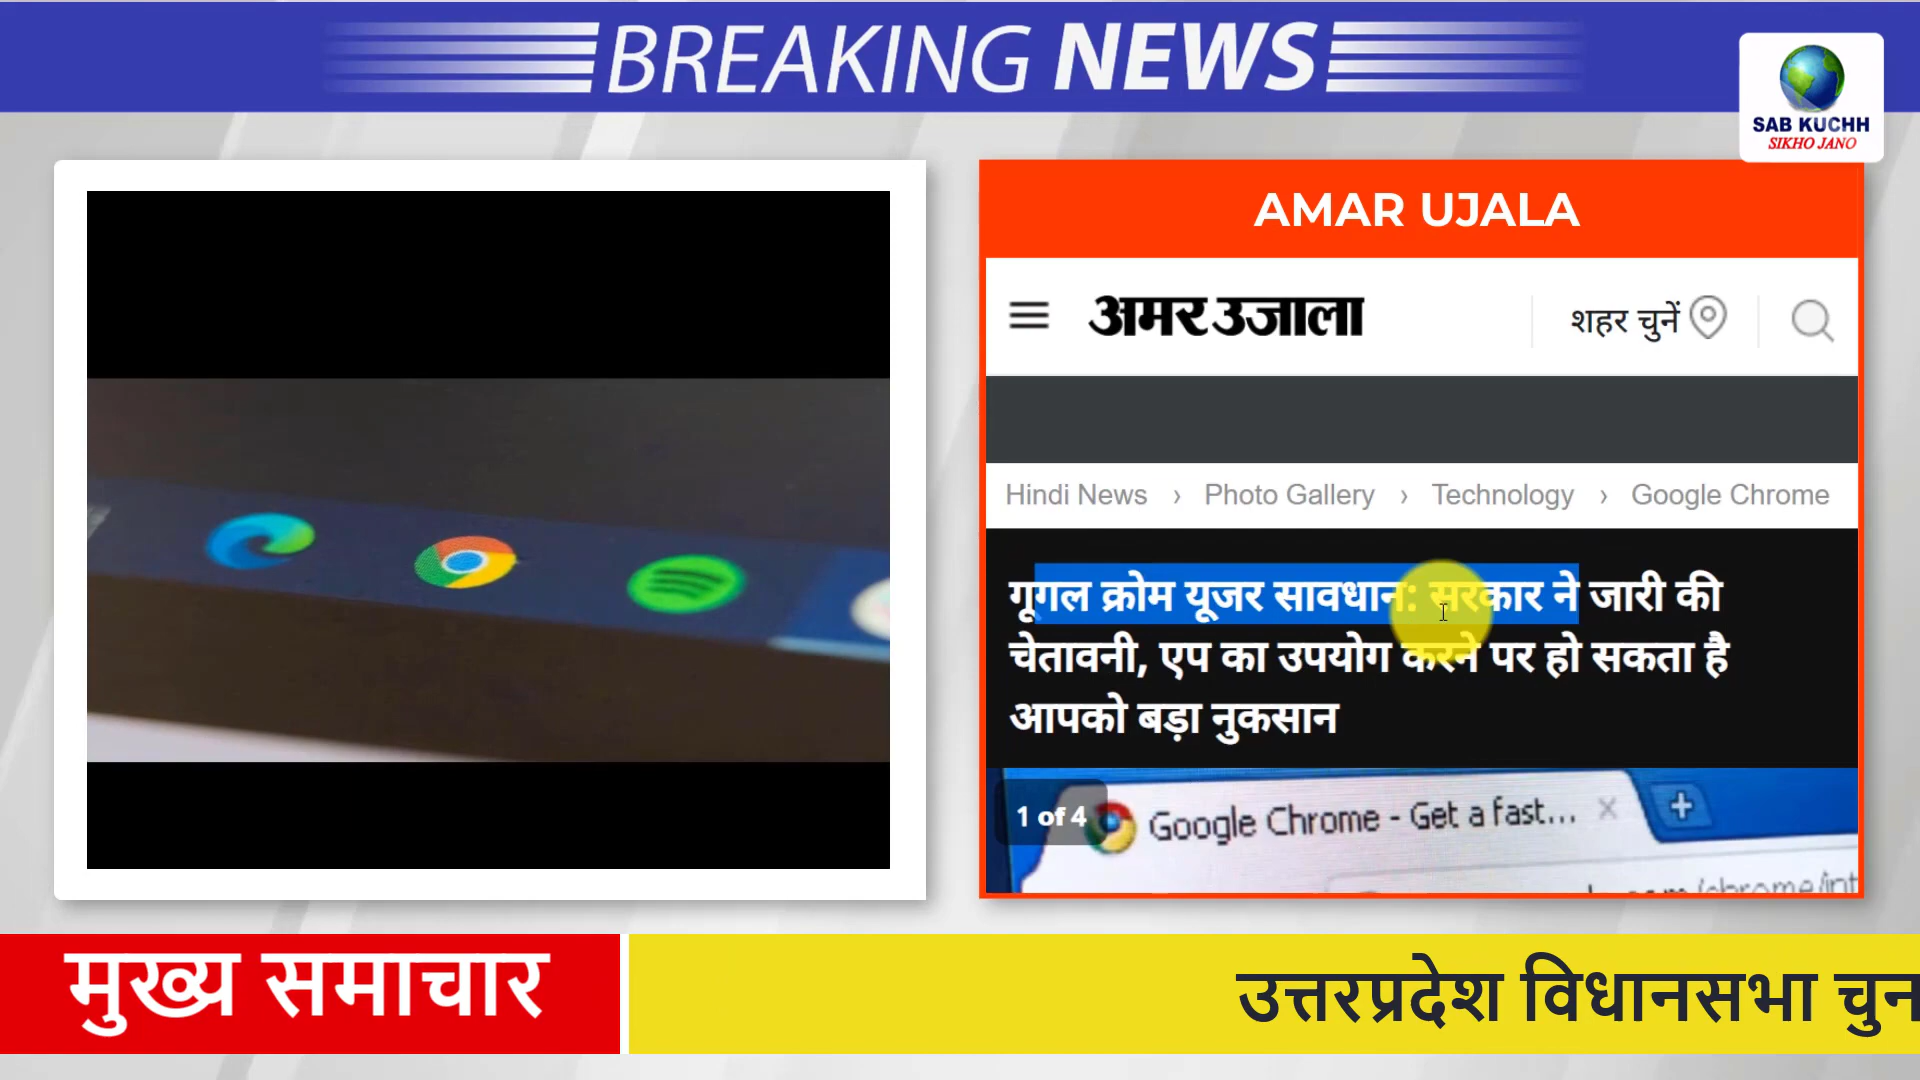 BREAKING NEWS
SAB KUCHH
SIKHO JANO
AMAR UJALA
अमर उजाला
शहर चुनें
Hindi News › Photo Gallery › Technology › Google Chrome
गूगल क्रोम यूजर सावधान: सरकार ने जारी की
चेतावनी, एप का उपयोग करने पर हो सकता है
आपको बड़ा नुकसान
1 of 4
Google Chrome - Get a fast...
मुख्य समाचार
उत्तरप्रदेश विधानसभा